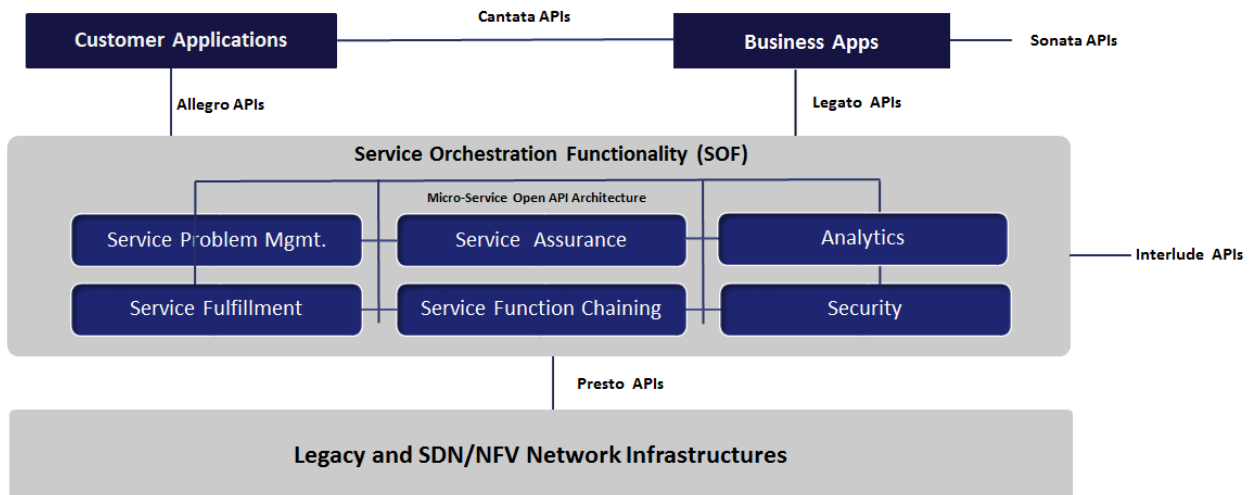 Cantata APIs
Customer Applications
Business Apps
Sonata APIs
Allegro APIs
Legato APIs
Service Orchestration Functionality (SOF)
Micro-Service Open API Architecture
Service Problem Mgmt.
Service Assurance
Analytics
Interlude APIs
Service Fulfillment
Service Function Chaining
Security
Presto APIs
Legacy and SDN/NFV Network Infrastructures